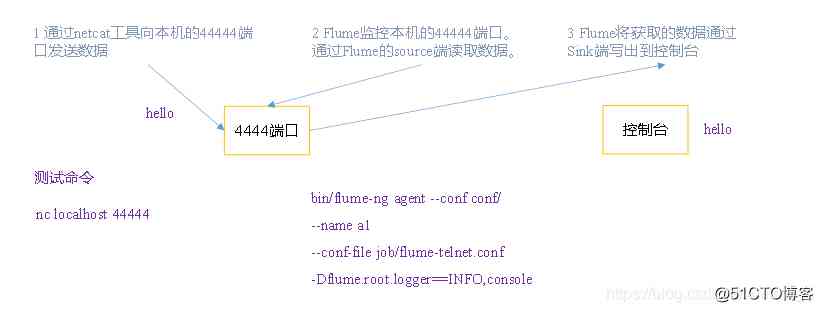 1 通过netcat工具向本机的44444端
口发送数据
2 Flume监控本机的44444端口。
通过Flume的source端读取数据。
3 Flume将获取的数据通过
Sink端写出到控制台
hello
4444端口
控制台
hello
测试命令
nc localhost 44444
bin/flume-ng agent --conf conf/
--name a1
--conf-file job/flume-telnet.conf
-Dflume.root.logger==INFO,console
https://blog.csd
@51CTO博客